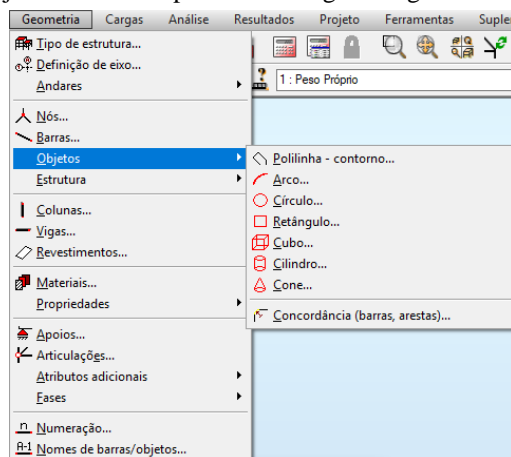 Geometria Cargas Análise Resultados Projeto Ferramentas Suplem
Tipo de estrutura...
Definição de eixo...
Andares
1 : Peso Próprio
Nós...
Barras...
Objetos
Estrutura
Colunas...
Vigas...
Revestimentos...
Materiais...
Propriedades
Apoios...
Articulações...
Atributos adicionais
Fases
Numeração...
Nomes de barras/objetos...
Polilinha - contorno...
Arco...
Círculo...
Retângulo...
Cubo...
Cilindro...
Cone...
Concordância (barras, arestas)...